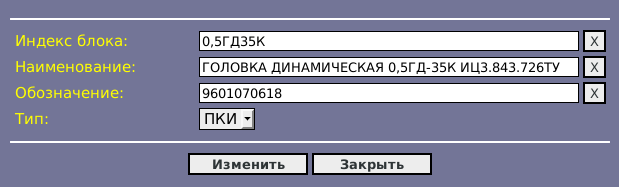 Индекс блока: 0,5ГД35К X
Наименование: ГОЛОВКА ДИНАМИЧЕСКАЯ 0,5ГД-35К ИЦ3.843.726ТУ X
Обозначение: 9601070618 X
Тип: ПКИ
Изменить Закрыть